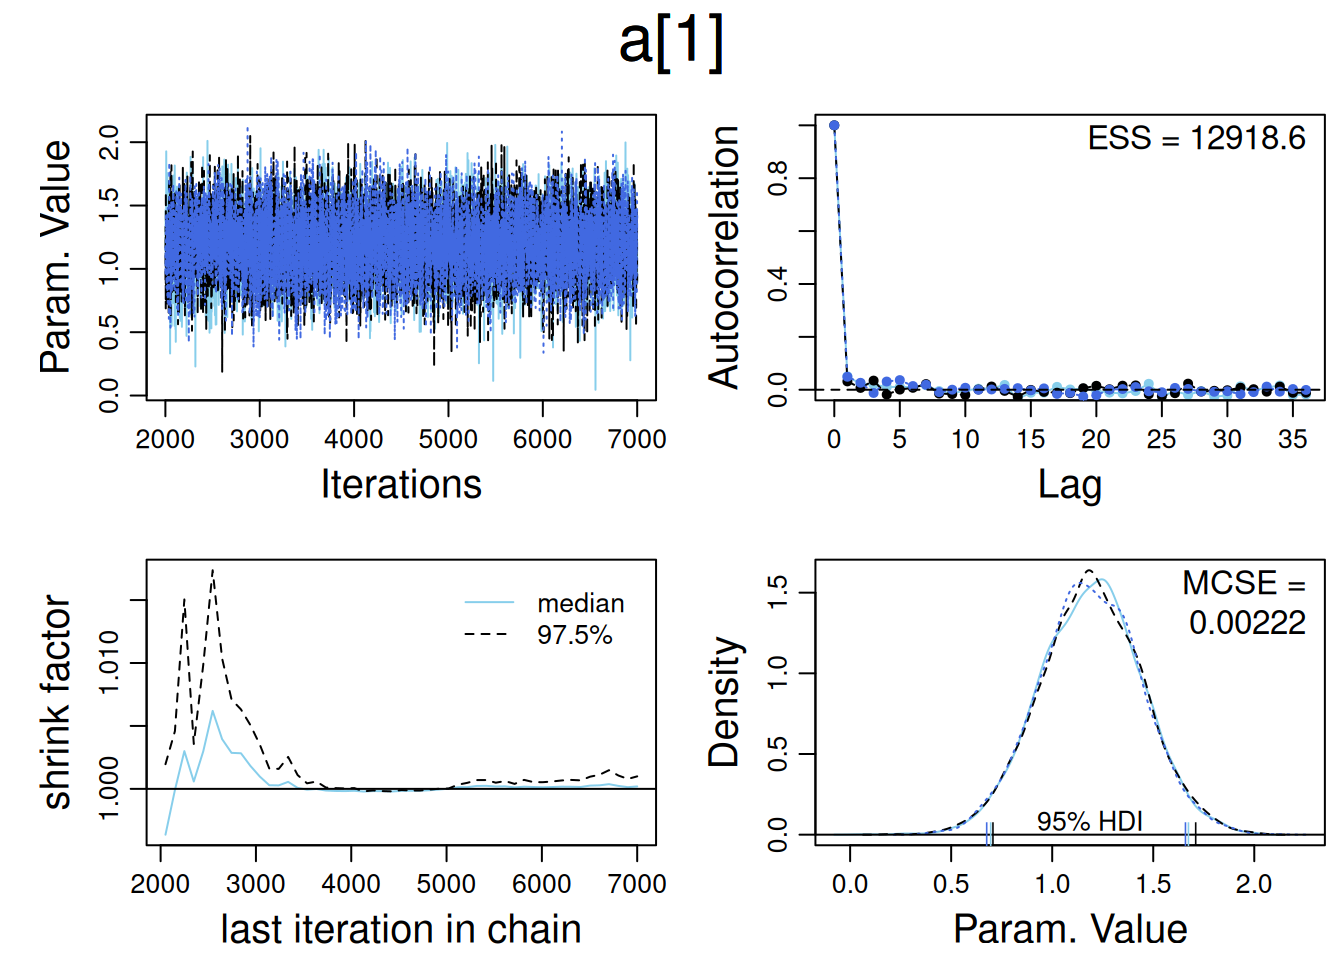 a[1]
Param. Value
2.0
1.5
1.0
0.5
0.0
2000 3000 4000 5000 6000 7000
Iterations
Autocorrelation
0.8
0.4
0.0
ESS = 12918.6
0 5 10 15 20 25 30 35
Lag
shrink factor
1.010
1.000
median
97.5%
2000 3000 4000 5000 6000 7000
last iteration in chain
Density
1.5
1.0
0.5
0.0
MCSE =
0.00222
95% HDI
0.0 0.5 1.0 1.5 2.0
Param. Value